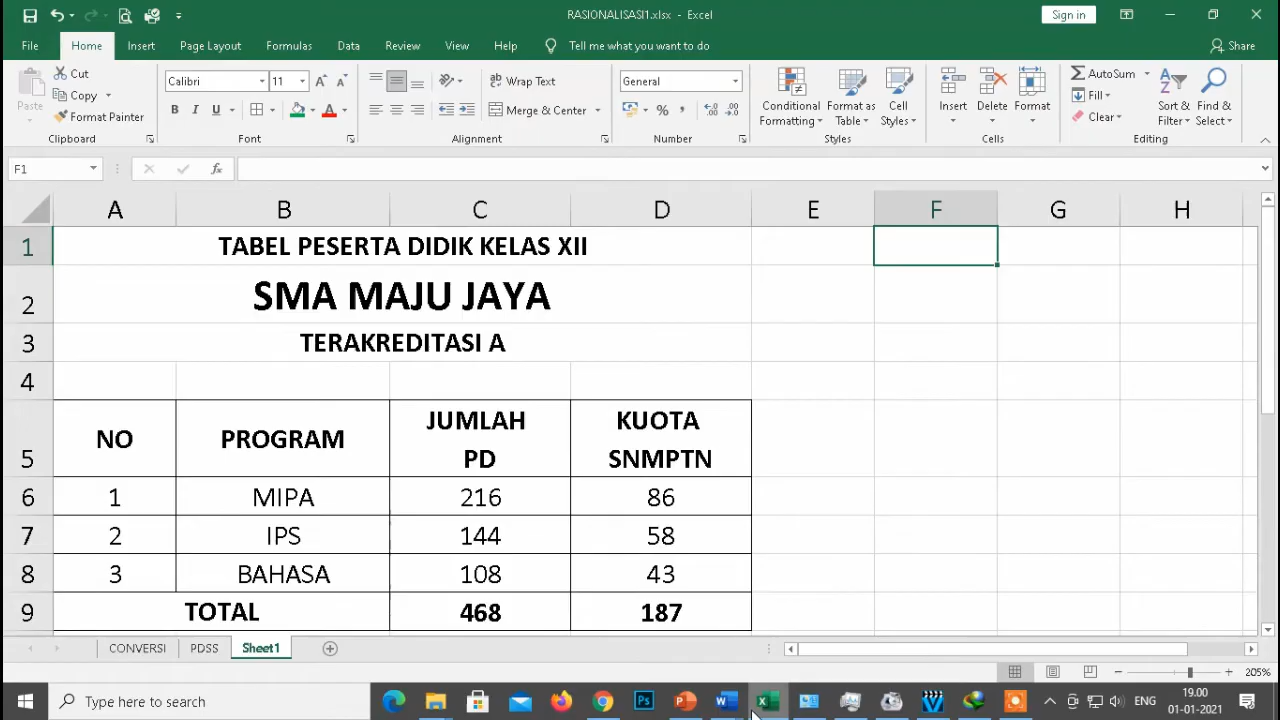 RASIONALISASI1.xlsx - Excel
Sign in
File Home Insert Page Layout Formulas Data Review View Help Tell me what you want to do Share
Paste
Cut
Copy
Format Painter
Clipboard
Calibri 11
B I U
Font
Wrap Text
Merge & Center
Alignment
General
% ,
Number
Conditional Formatting
Format as Table
Cell Styles
Styles
Insert Delete Format
Cells
AutoSum
Fill
Clear
Sort & Filter
Find & Select
Editing
F1 fx
A B C D E F G H
1 TABEL PESERTA DIDIK KELAS XII
2 SMA MAJU JAYA
3 TERAKREDITASI A
4
5 NO PROGRAM JUMLAH PD KUOTA SNMPTN
6 1 MIPA 216 86
7 2 IPS 144 58
8 3 BAHASA 108 43
9 TOTAL 468 187
CONVERSI PDSS Sheet1
205%
Type here to search
ENG
19.00
01-01-2021